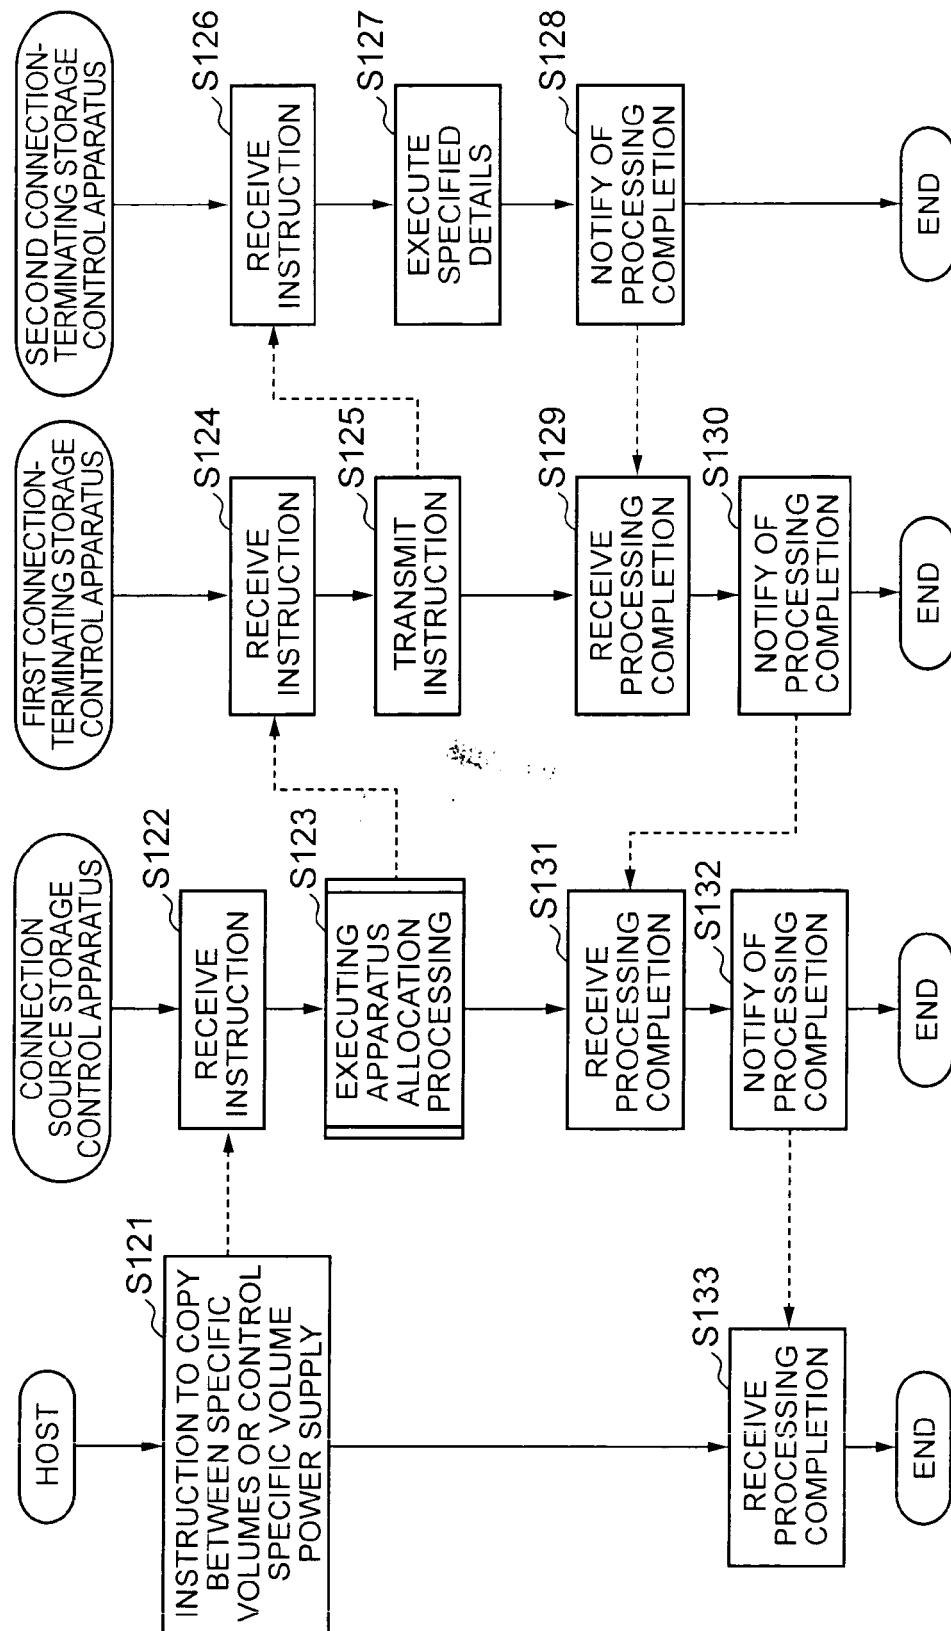 HOST
S121
INSTRUCTION TO COPY
BETWEEN SPECIFIC
VOLUMES OR CONTROL
SPECIFIC VOLUME
POWER SUPPLY
S133
RECEIVE
PROCESSING
COMPLETION
END
CONNECTION
SOURCE STORAGE
CONTROL APPARATUS
S122
RECEIVE
INSTRUCTION
S123
EXECUTING
APPARATUS
ALLOCATION
PROCESSING
S131
RECEIVE
PROCESSING
COMPLETION
S132
NOTIFY OF
PROCESSING
COMPLETION
END
FIRST CONNECTION-
TERMINATING STORAGE
CONTROL APPARATUS
S124
RECEIVE
INSTRUCTION
S125
TRANSMIT
INSTRUCTION
S129
RECEIVE
PROCESSING
COMPLETION
S130
NOTIFY OF
PROCESSING
COMPLETION
END
SECOND CONNECTION-
TERMINATING STORAGE
CONTROL APPARATUS
S126
RECEIVE
INSTRUCTION
S127
EXECUTE
SPECIFIED
DETAILS
S128
NOTIFY OF
PROCESSING
COMPLETION
END